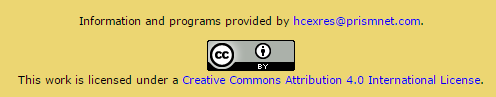 Information and programs provided by hcexres@prismnet.com.
cc
BY
This work is licensed under a Creative Commons Attribution 4.0 International License.